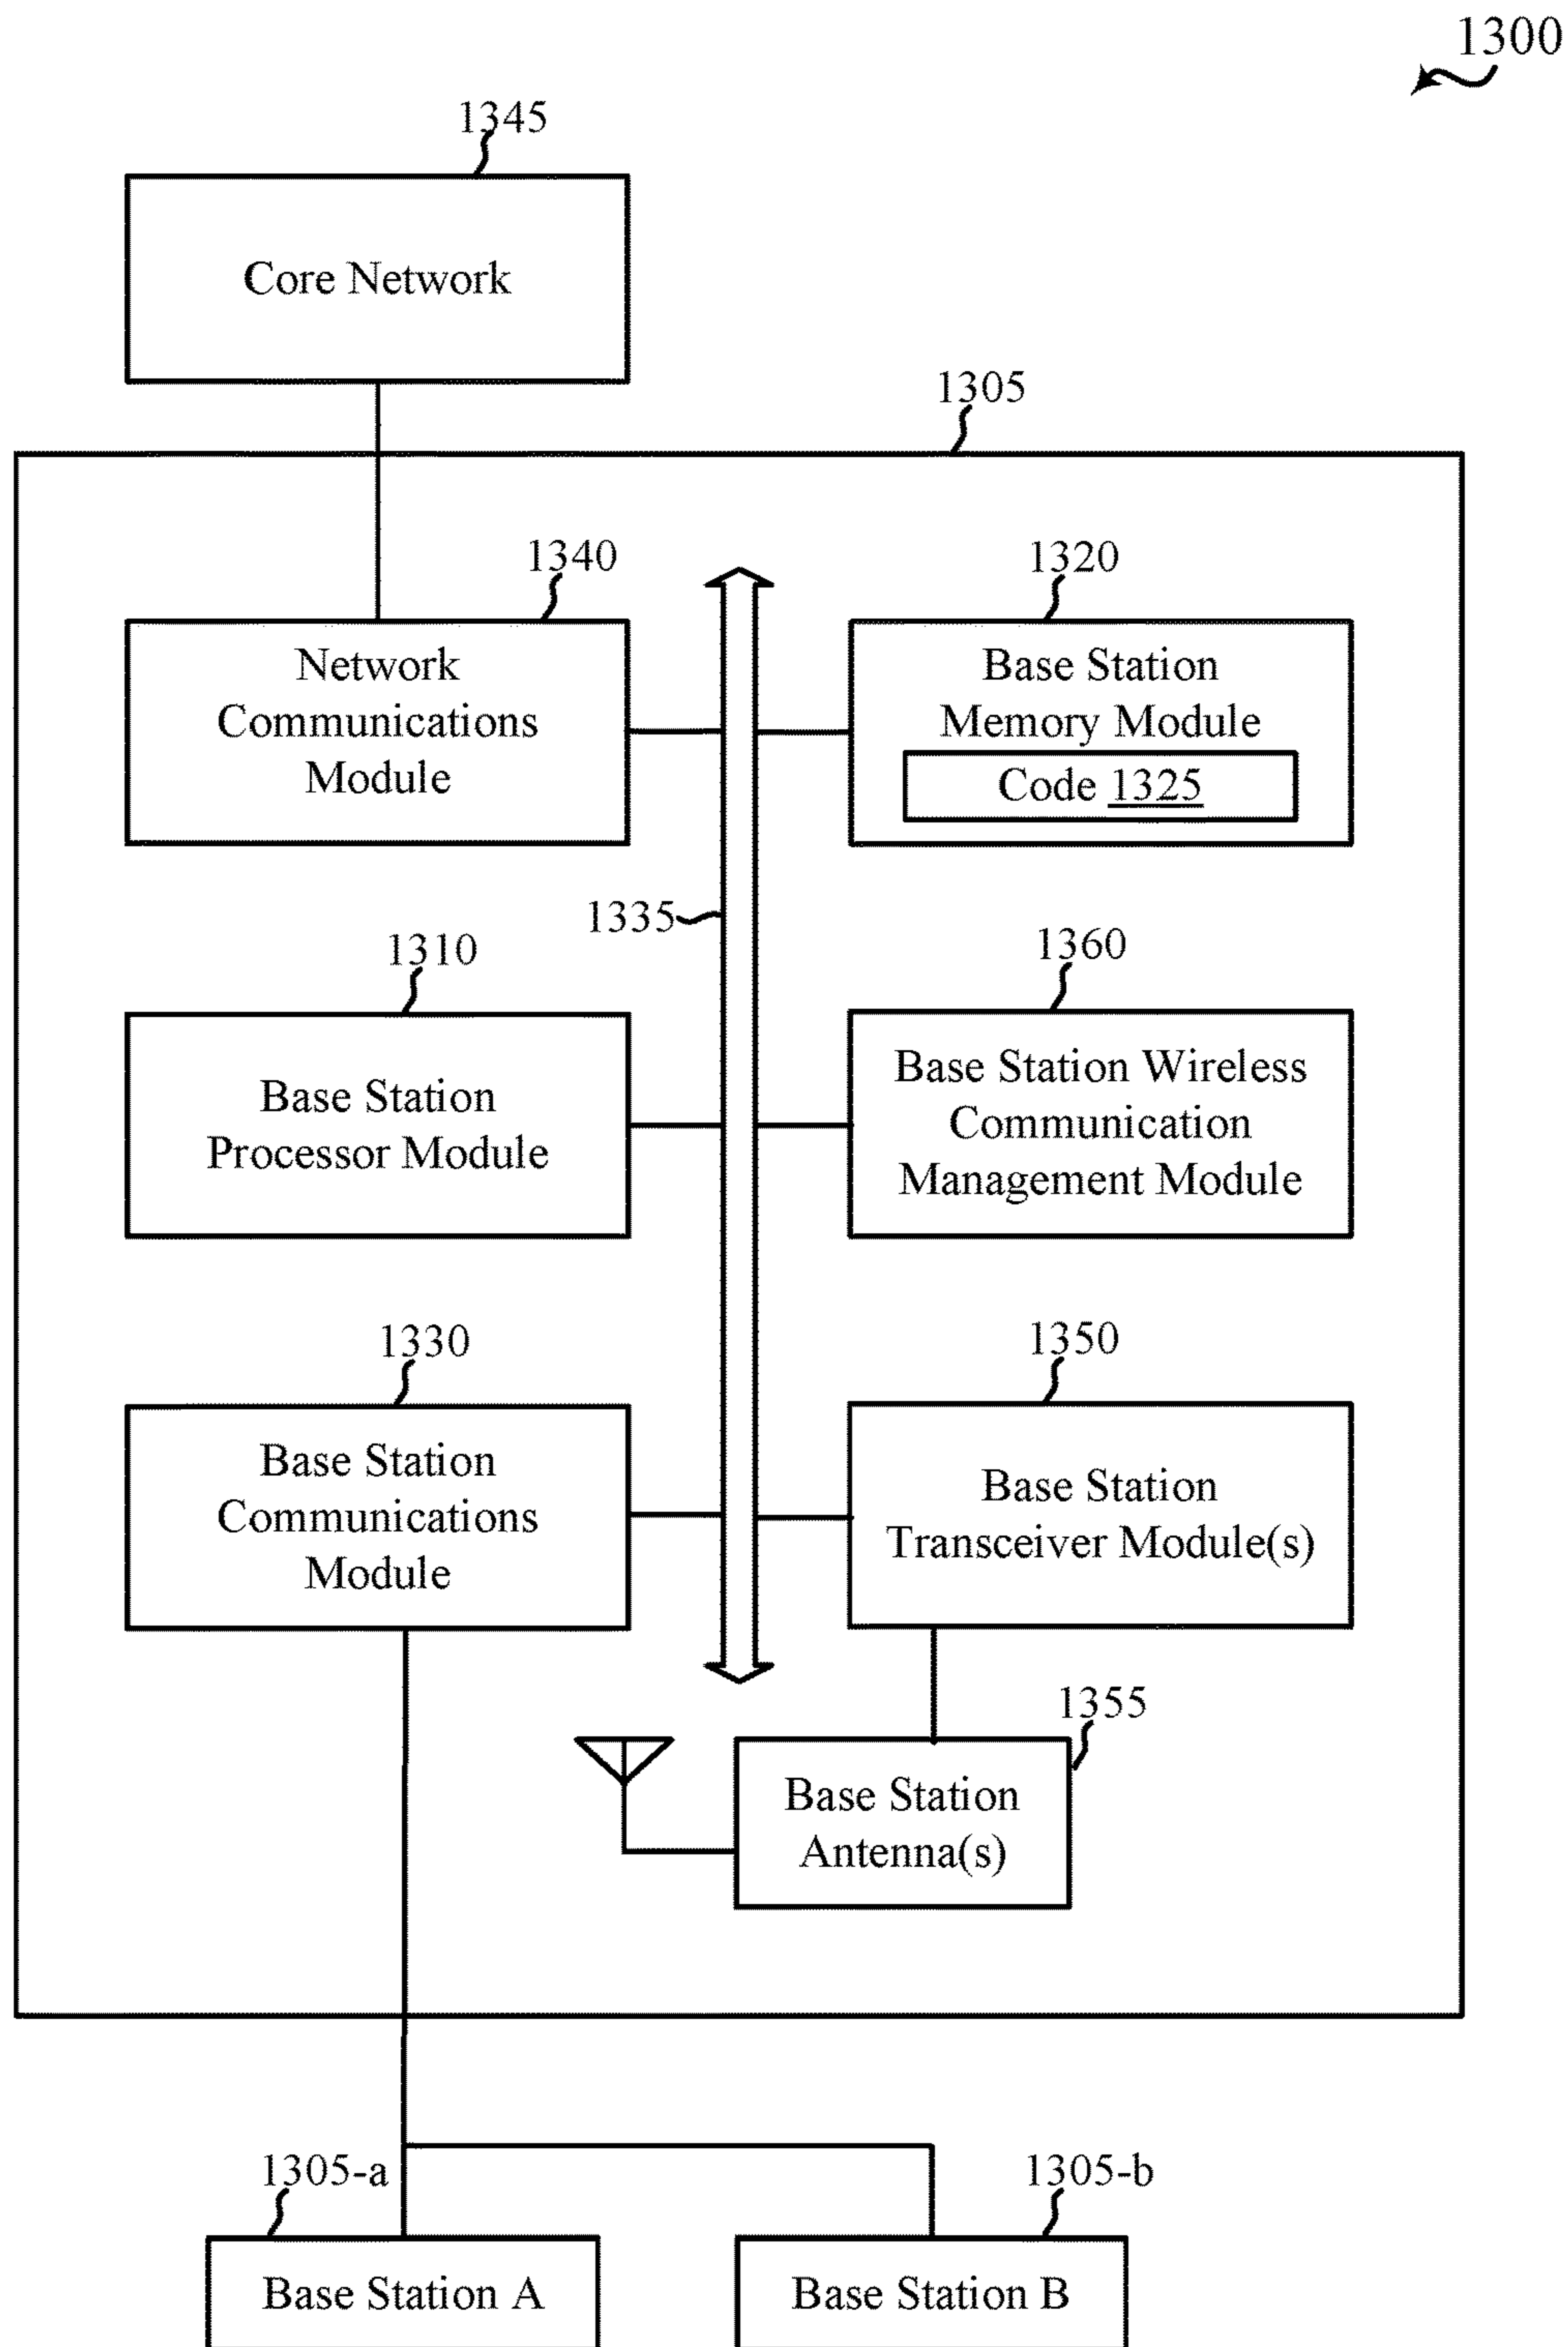 1300
1345
Core Network
1305
1340
Network
Communications
Module
1320
Base Station
Memory Module
Code 1325
1335
1310
Base Station
Processor Module
1360
Base Station Wireless
Communication
Management Module
1330
Base Station
Communications
Module
1350
Base Station
Transceiver Module(s)
1355
Base Station
Antenna(s)
1305-a
Base Station A
1305-b
Base Station B